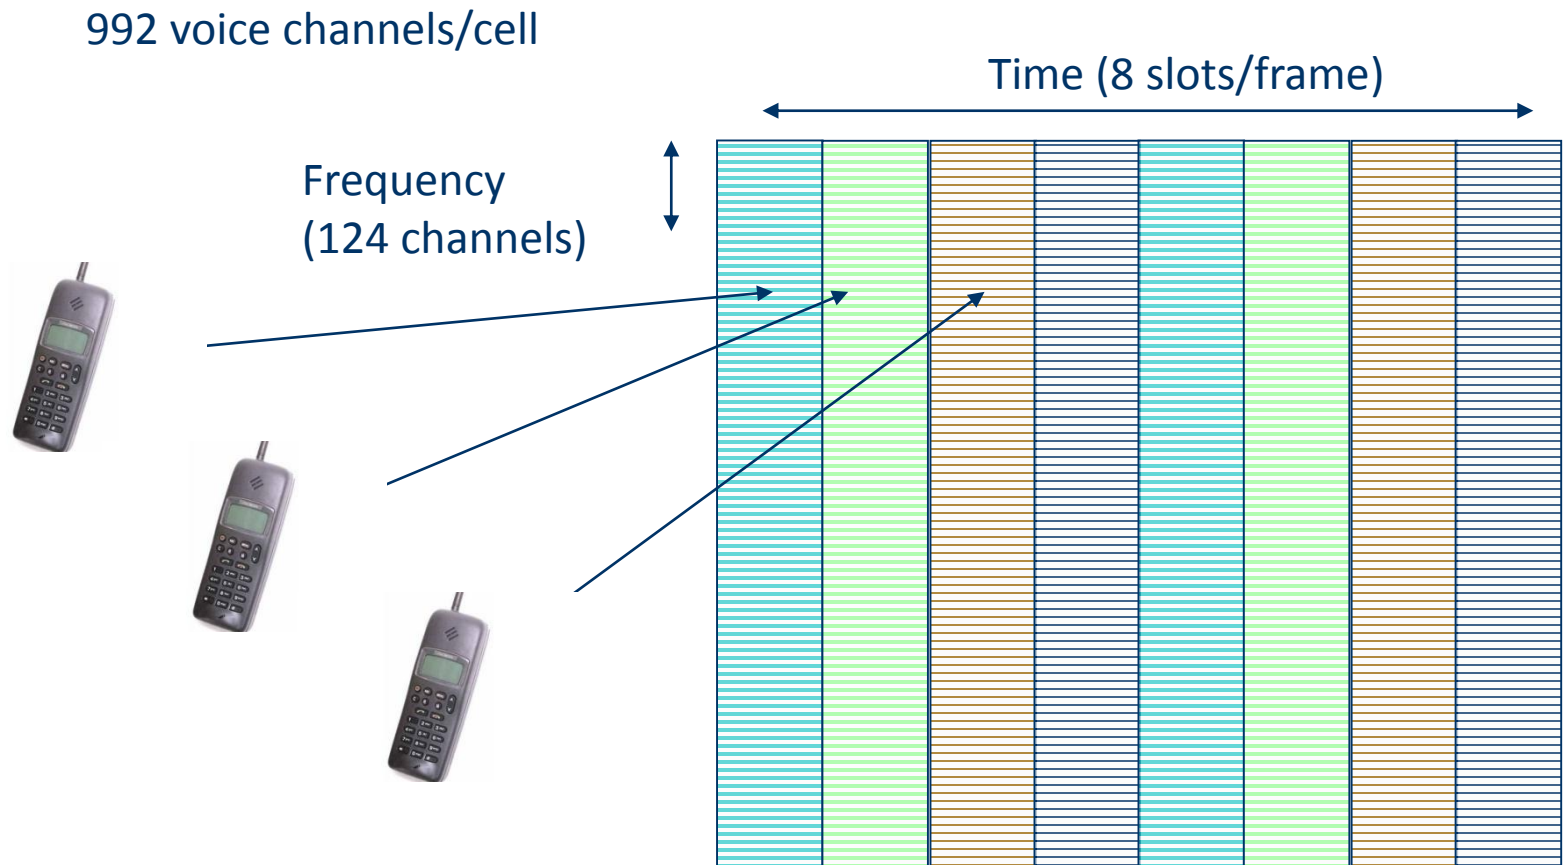 992 voice channels/cell
Time (8 slots/frame)
Frequency
(124 channels)